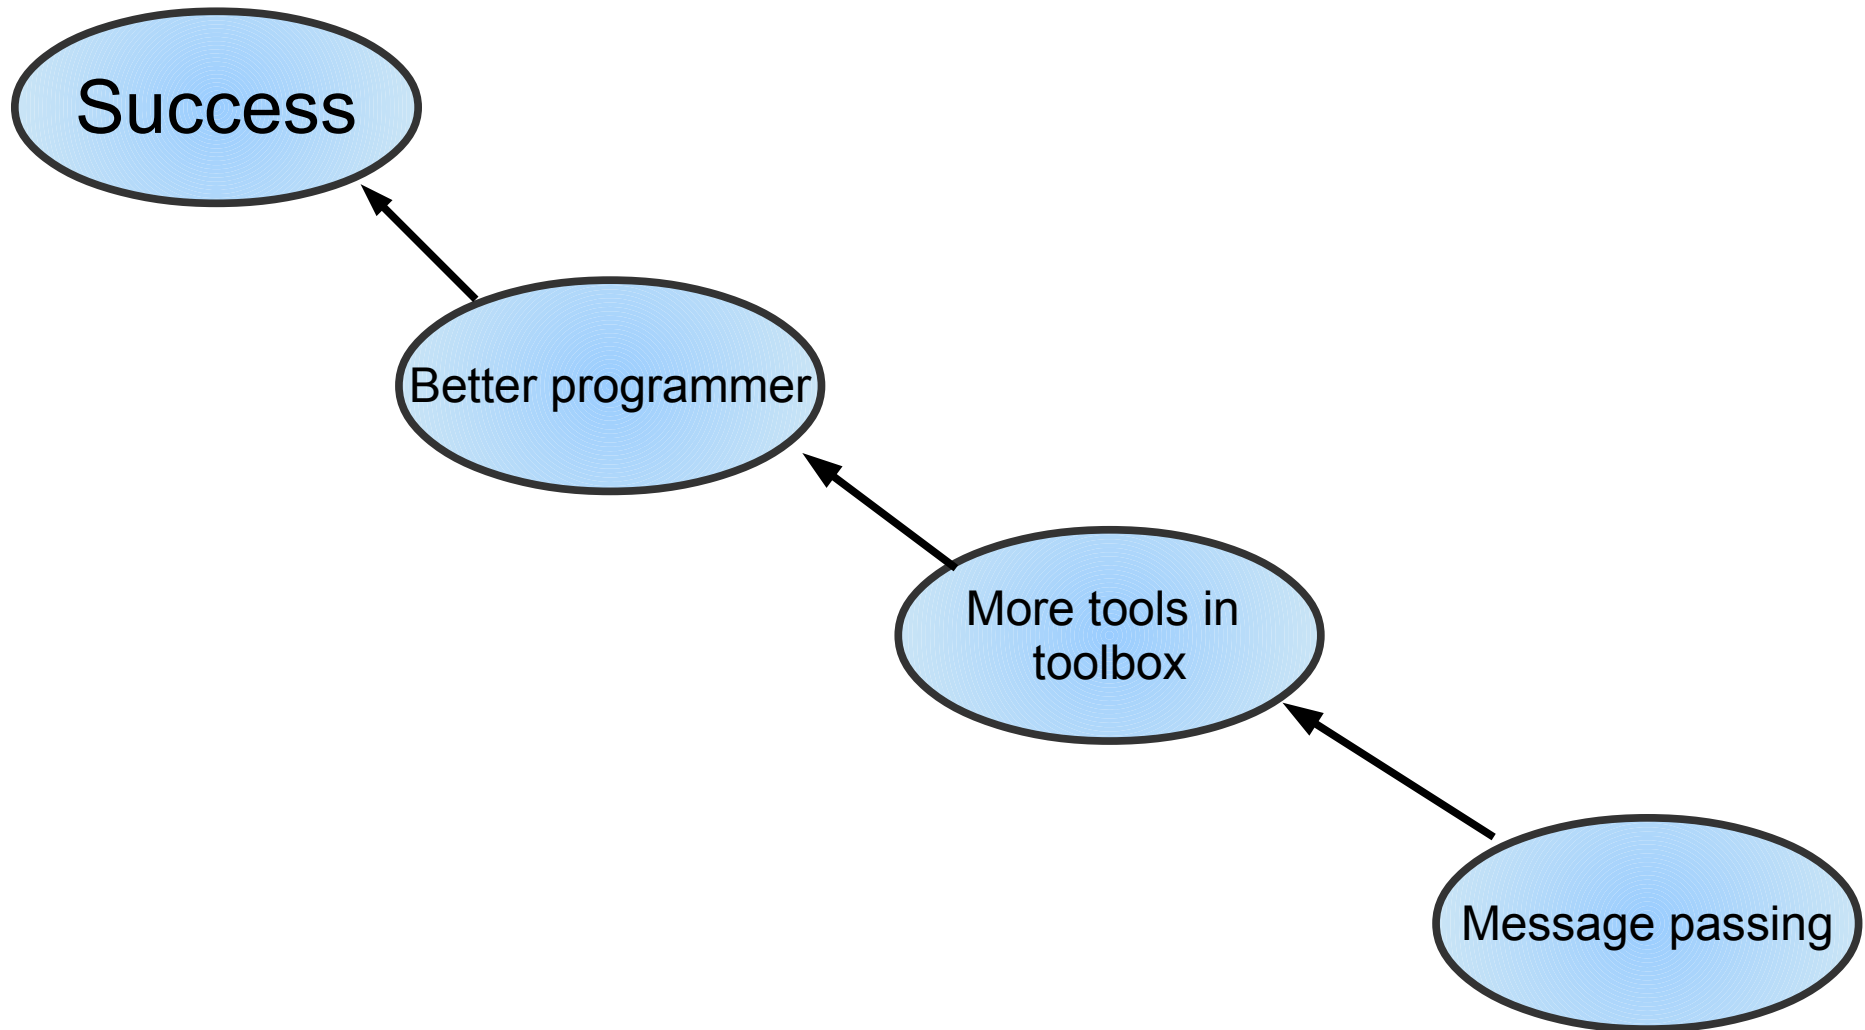 Success
Better programmer
More tools in
toolbox
Message passing